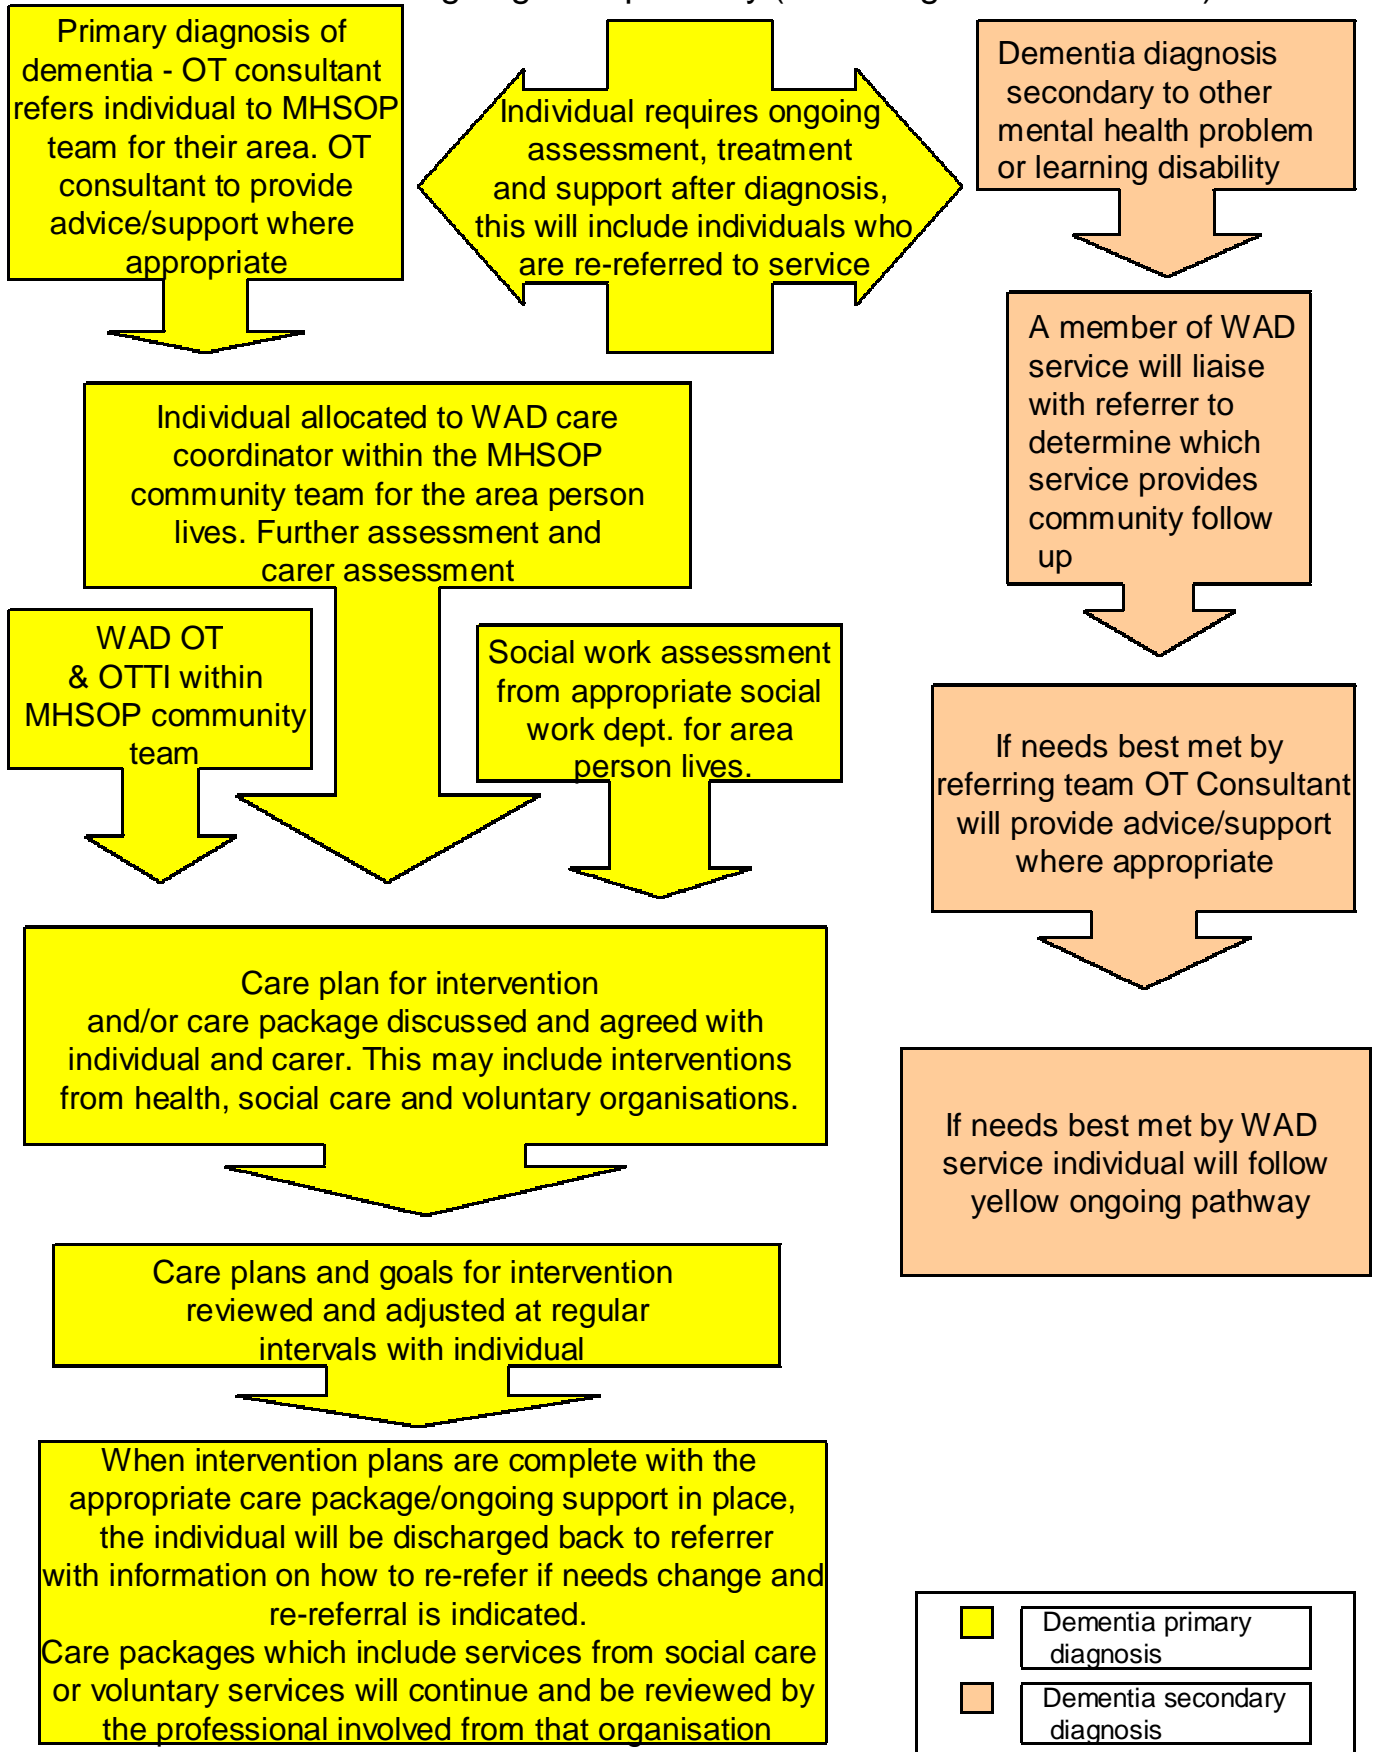 Primary diagnosis of
dementia - OT consultant
refers individual to MHSOP
team for their area. OT
consultant to provide
advice/support where
appropriate
Individual requires ongoing
assessment, treatment
and support after diagnosis,
this will include individuals who
are re-referred to service
Dementia diagnosis
secondary to other
mental health problem
or learning disability
A member of WAD
service will liaise
with referrer to
determine which
service provides
community follow
up
Individual allocated to WAD care
coordinator within the MHSOP
community team for the area person
lives. Further assessment and
carer assessment
WAD OT
& OTTI within
MHSOP community
team
Social work assessment
from appropriate social
work dept. for area
person lives.
If needs best met by
referring team OT Consultant
will provide advice/support
where appropriate
Care plan for intervention
and/or care package discussed and agreed with
individual and carer. This may include interventions
from health, social care and voluntary organisations.
If needs best met by WAD
service individual will follow
yellow ongoing pathway
Care plans and goals for intervention
reviewed and adjusted at regular
intervals with individual
When intervention plans are complete with the
appropriate care package/ongoing support in place,
the individual will be discharged back to referrer
with information on how to re-refer if needs change and
re-referral is indicated.
Care packages which include services from social care
or voluntary services will continue and be reviewed by
the professional involved from that organisation
Dementia primary
diagnosis
Dementia secondary
diagnosis